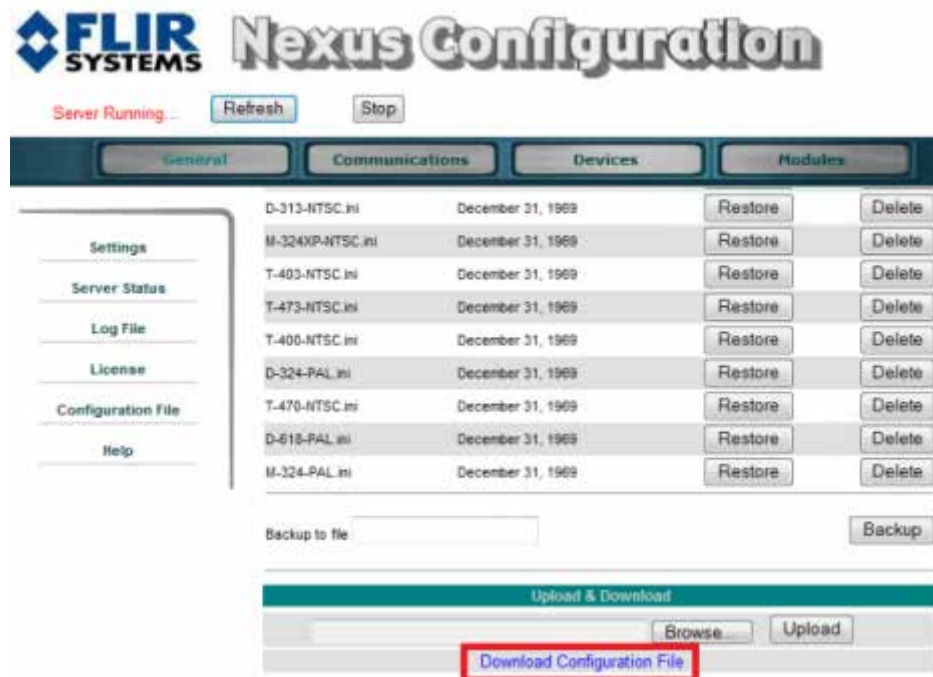 FLIR
SYSTEMS
Nexus Configuration
Server Running...
Refresh
Stop
General
Communications
Devices
Modules
Settings
Server Status
Log File
License
Configuration File
Help
D-313-NTSC.ini December 31, 1969 Restore Delete
M-324XP-NTSC.ini December 31, 1969 Restore Delete
T-403-NTSC.ini December 31, 1969 Restore Delete
T-473-NTSC.ini December 31, 1969 Restore Delete
T-400-NTSC.ini December 31, 1969 Restore Delete
D-324-PAL.ini December 31, 1969 Restore Delete
T-470-NTSC.ini December 31, 1969 Restore Delete
D-618-PAL.ini December 31, 1969 Restore Delete
M-324-PAL.ini December 31, 1969 Restore Delete
Backup to file
Backup
Upload & Download
Browse...
Upload
Download Configuration File